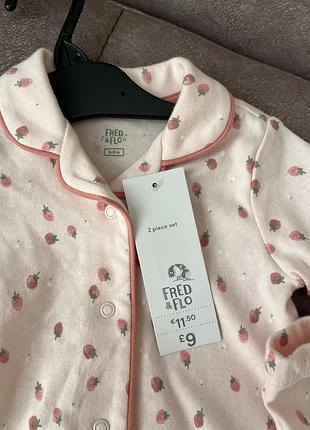 FRED
& FLO
2 piece set
FRED
& FLO
€11.50
£9